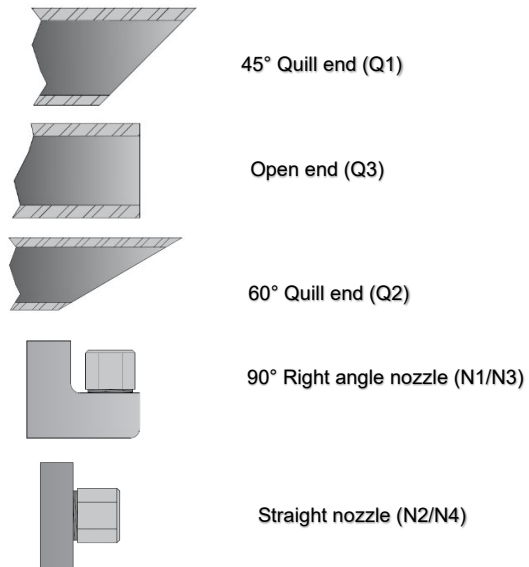 45° Quill end (Q1)
Open end (Q3)
60° Quill end (Q2)
90° Right angle nozzle (N1/N3)
Straight nozzle (N2/N4)